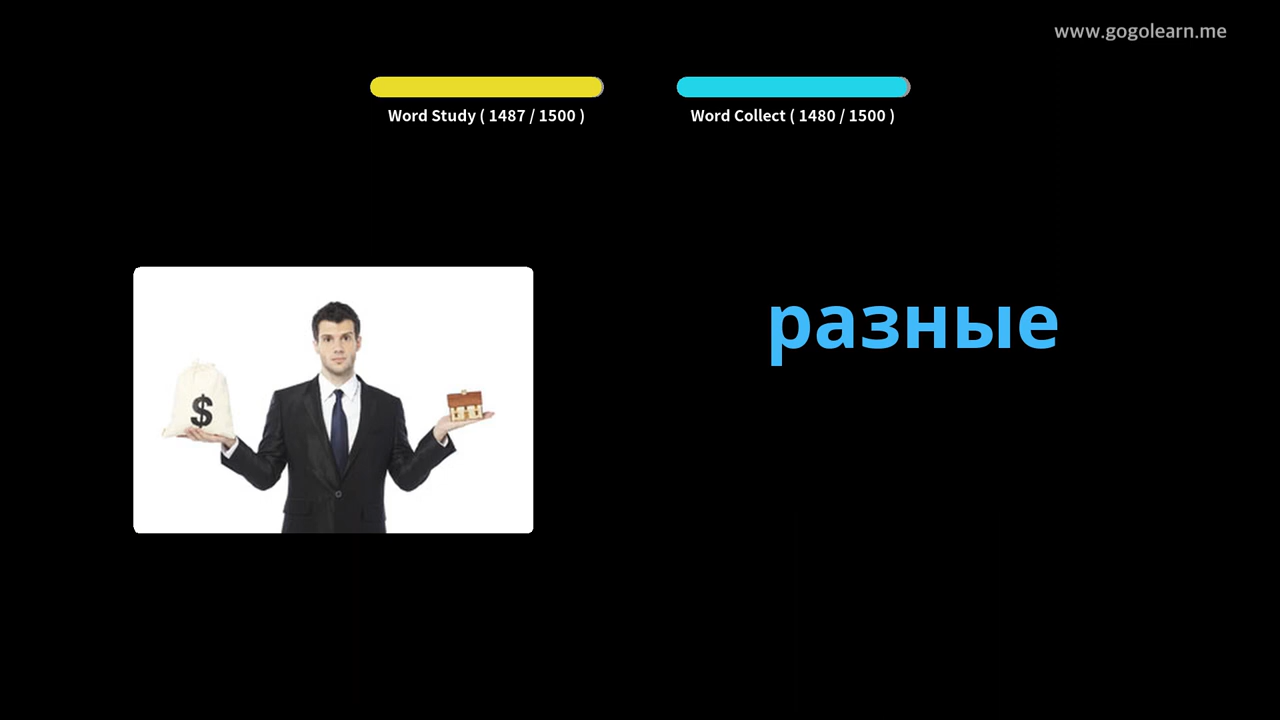 www.gogolearn.me
Word Study ( 1487 / 1500 )
Word Collect ( 1480 / 1500 )
разные
$